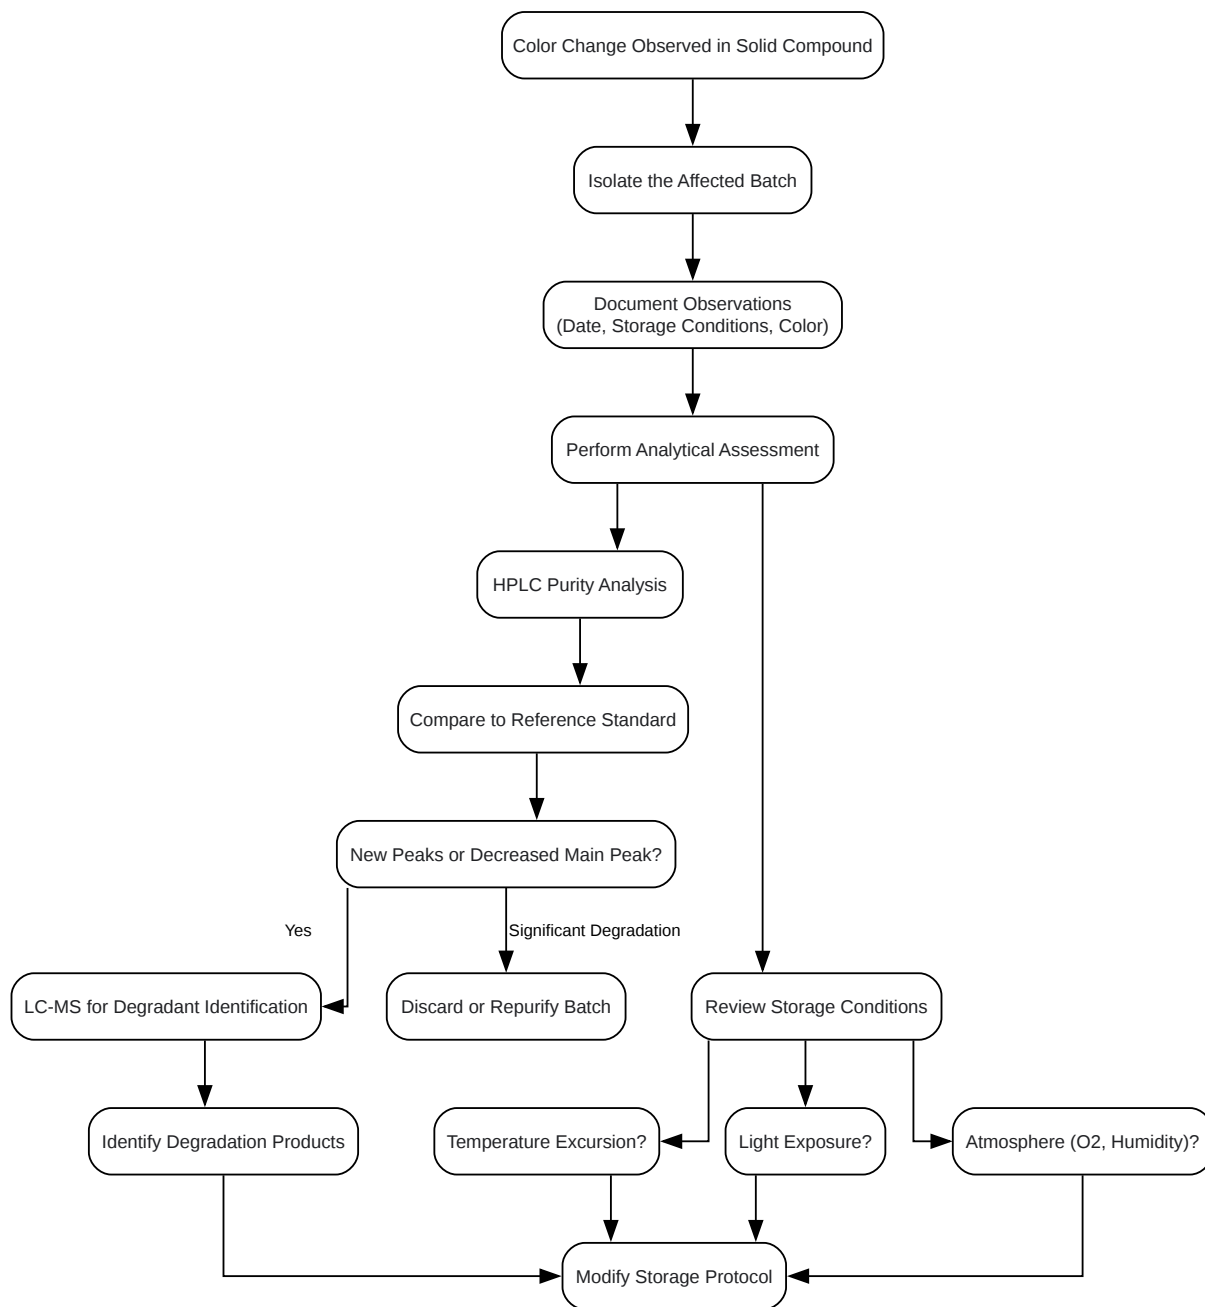 Color Change Observed in Solid Compound
Isolate the Affected Batch
Document Observations
(Date, Storage Conditions, Color)
Perform Analytical Assessment
HPLC Purity Analysis
Compare to Reference Standard
New Peaks or Decreased Main Peak?
Yes
Significant Degradation
LC-MS for Degradant Identification
Discard or Repurify Batch
Review Storage Conditions
Identify Degradation Products
Temperature Excursion?
Light Exposure?
Atmosphere (O2, Humidity)?
Modify Storage Protocol